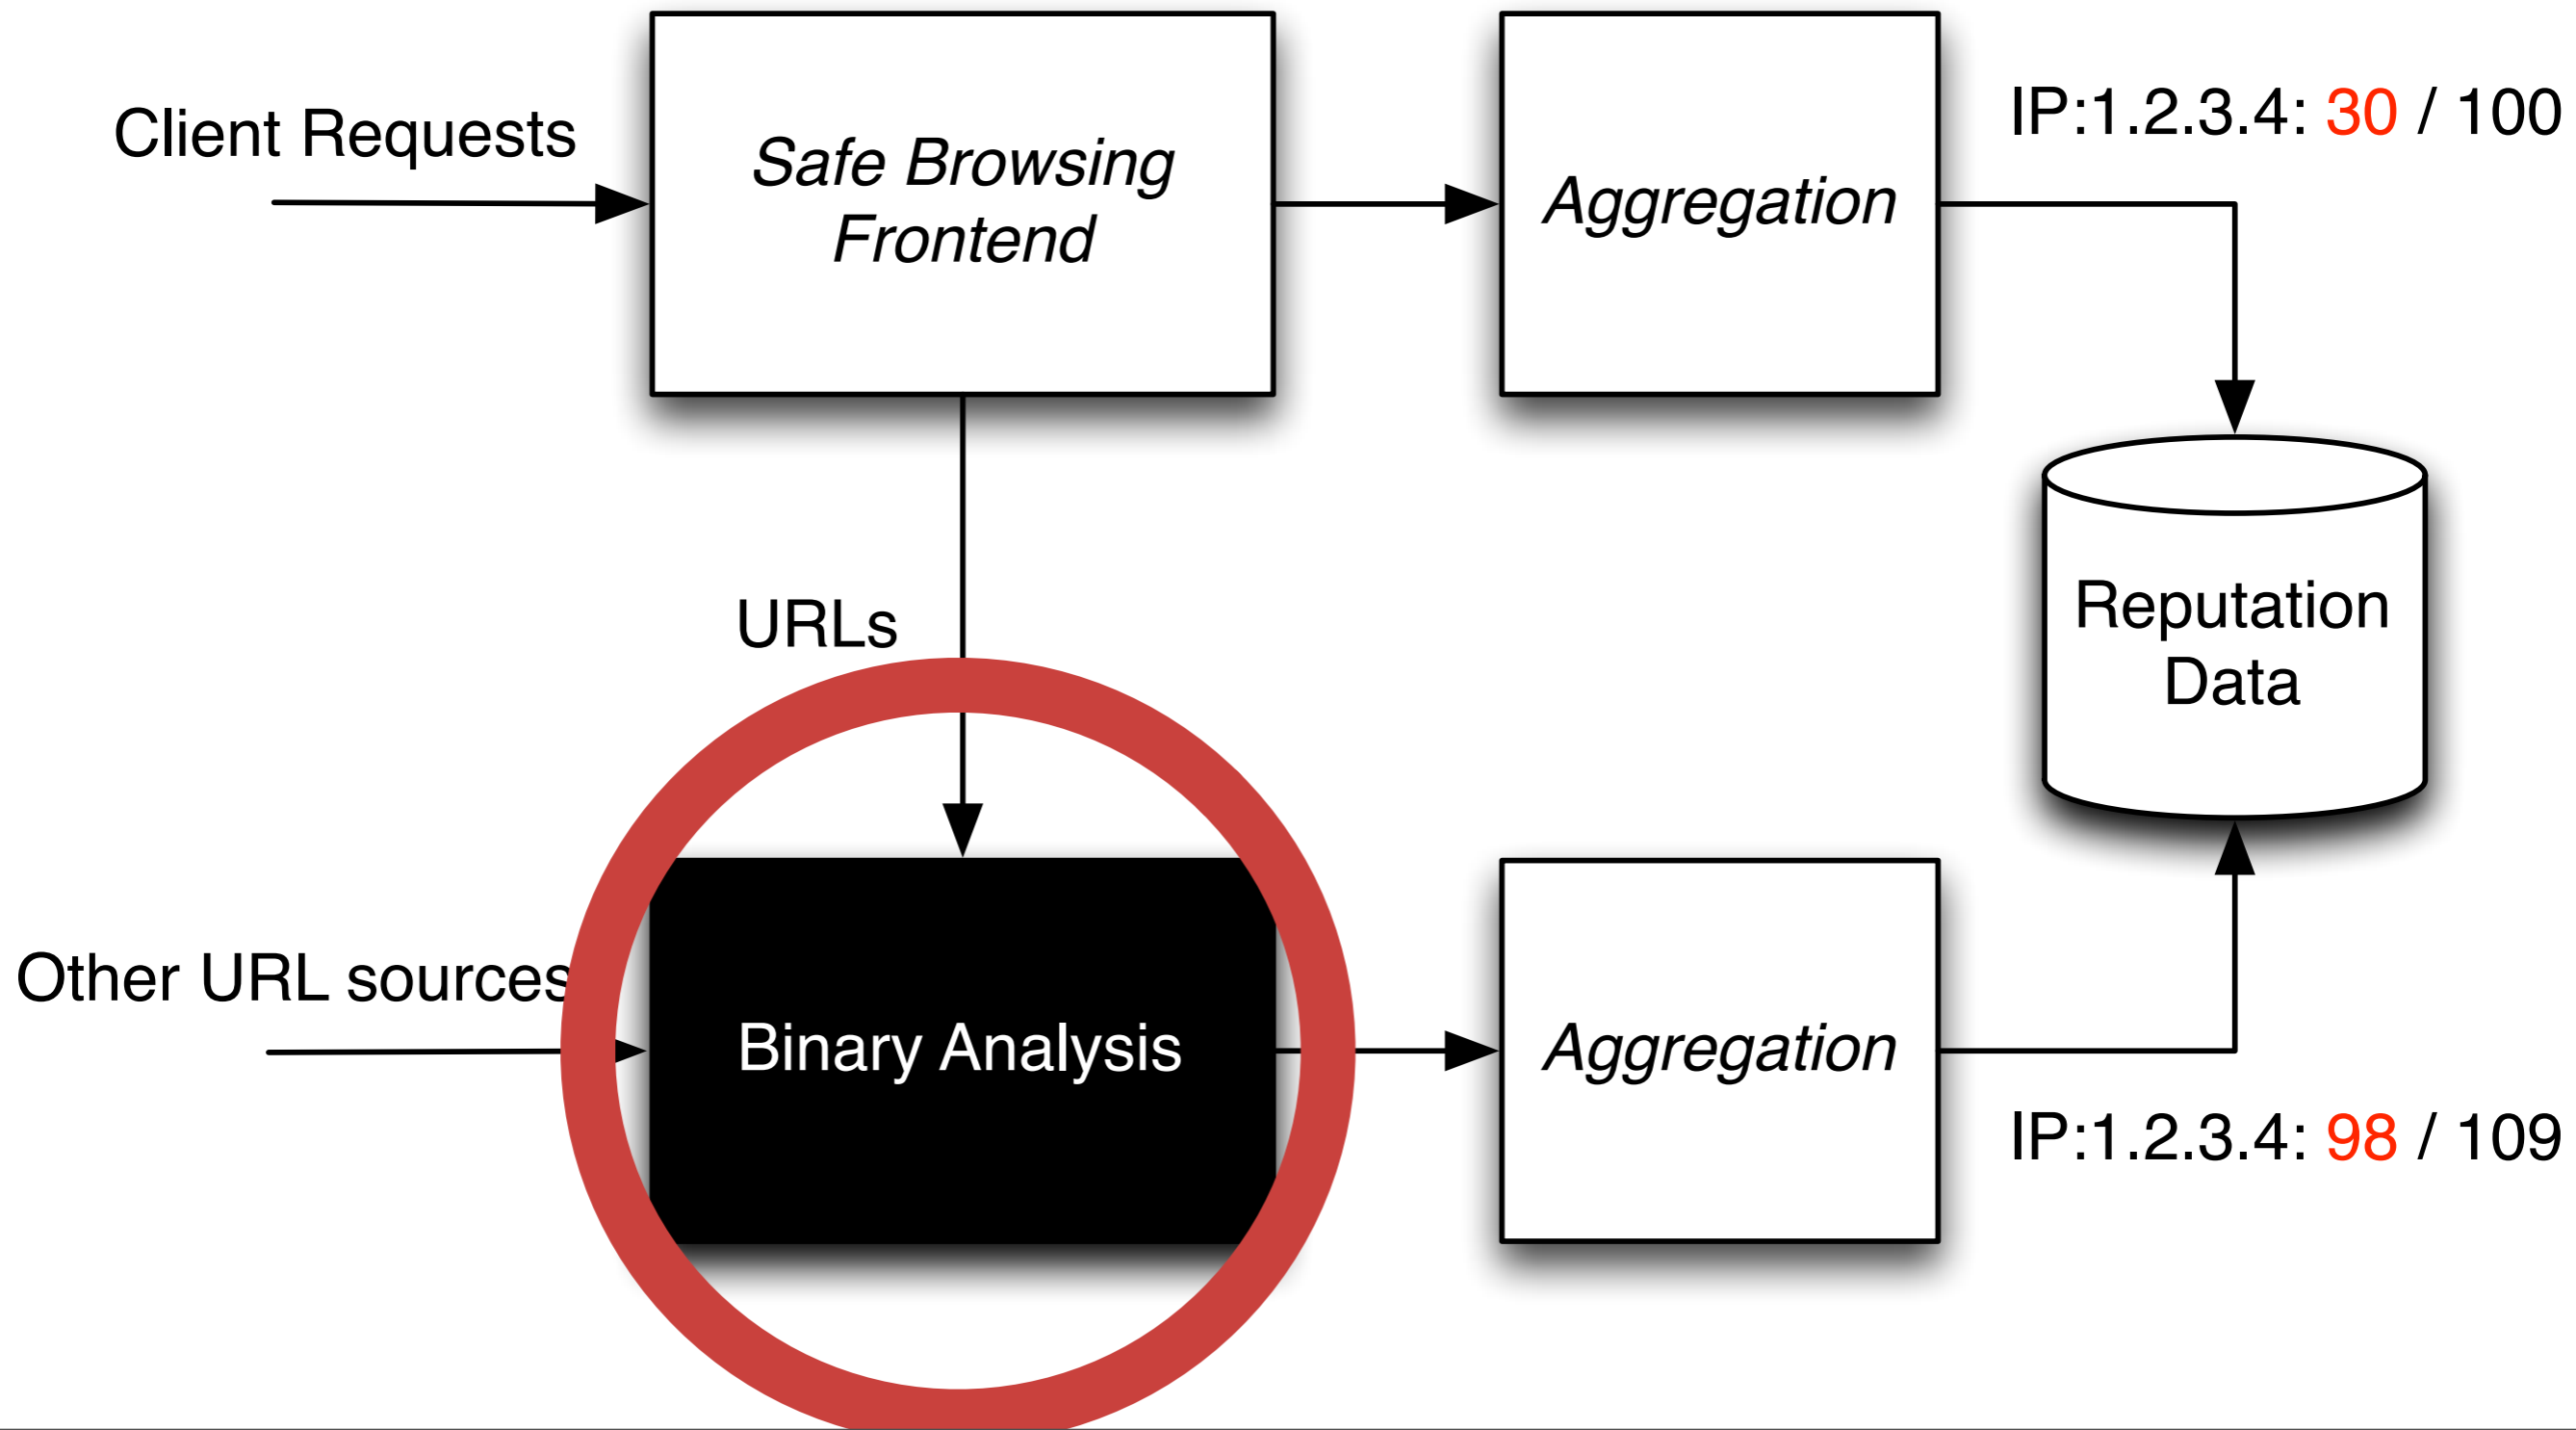 Client Requests
Safe Browsing
Frontend
Aggregation
IP:1.2.3.4: 30 / 100
URLs
Reputation
Data
Other URL sources
Binary Analysis
Aggregation
IP:1.2.3.4: 98 / 109